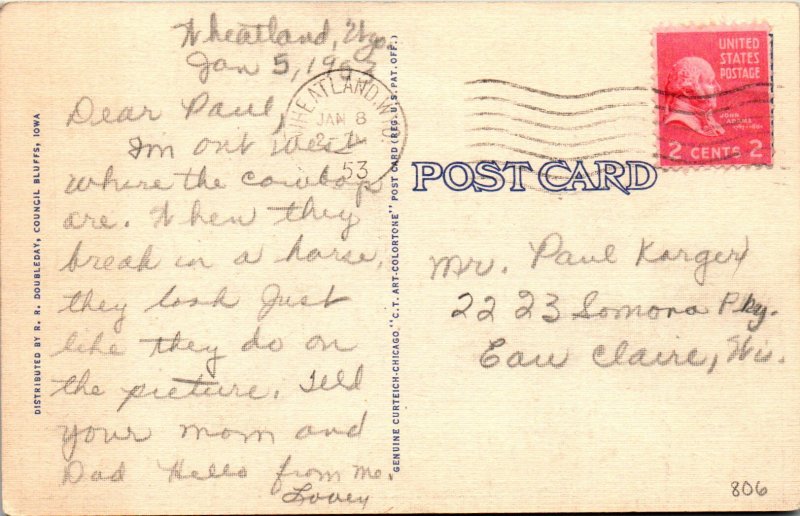 Wheatland, Wyo.
Jan 5, 1953
Dear Paul,
Im out West
where the cowboys
are. When they
break in a horse,
they look Just
like they do on
the picture. Tell
your mom and
Dad Hello from me.
WHEATLAND, WYO.
JAN 8
53
UNITED
STATES
POSTAGE
JOHN
ADAMS
2 CENTS 2
POST CARD
Mr. Paul Karger
2223 Somona Pky.
Eau Claire, Wis.
806
DISTRIBUTED BY R. R. DOUBLEDAY, COUNCIL BLUFFS, IOWA
GENUINE CURTEICH-CHICAGO "C. T. ART-COLORTONE" POST CARD (REG. U. S. PAT. OFF.)